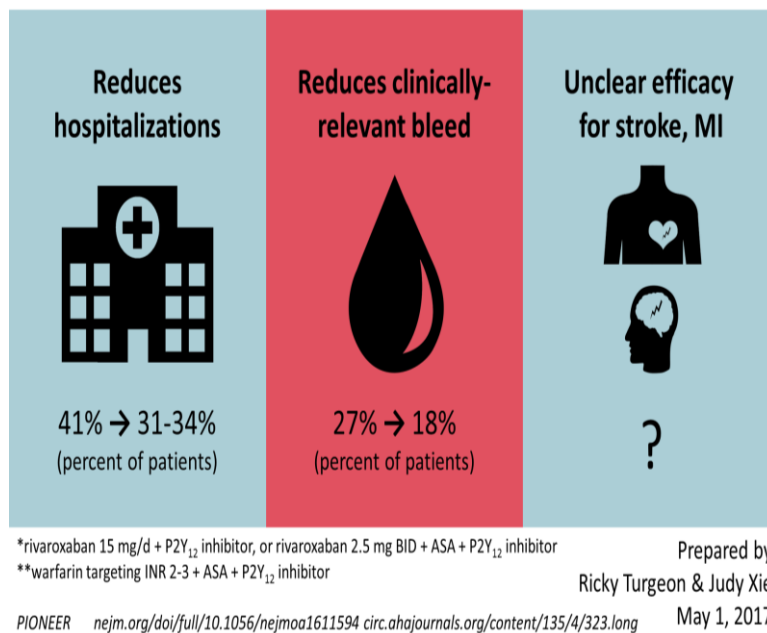 Reduces
hospitalizations
41% → 31-34%
(percent of patients)
Reduces clinically-
relevant bleed
27% → 18%
(percent of patients)
Unclear efficacy
for stroke, MI
?
*rivaroxaban 15 mg/d + P2Y₁₂ inhibitor, or rivaroxaban 2.5 mg BID + ASA + P2Y₁₂ inhibitor
**warfarin targeting INR 2-3 + ASA + P2Y₁₂ inhibitor
PIONEER nejm.org/doi/full/10.1056/nejmoa1611594 circ.ahajournals.org/content/135/4/323.long
Prepared by
Ricky Turgeon & Judy Xie
May 1, 2017